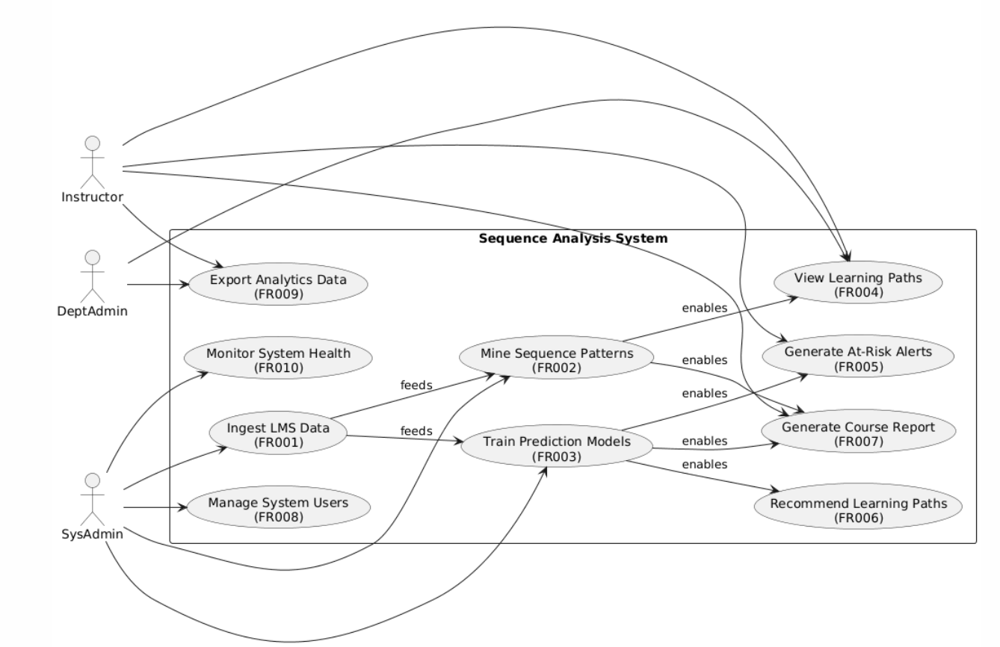 Instructor
Sequence Analysis System
Export Analytics Data
(FR009)
View Learning Paths
(FR004)
DeptAdmin
enables
Monitor System Health
(FR010)
Mine Sequence Patterns
(FR002)
enables
Generate At-Risk Alerts
(FR005)
feeds
enables
Ingest LMS Data
(FR001)
feeds
Train Prediction Models
(FR003)
enables
Generate Course Report
(FR007)
enables
Manage System Users
(FR008)
Recommend Learning Paths
(FR006)
SysAdmin